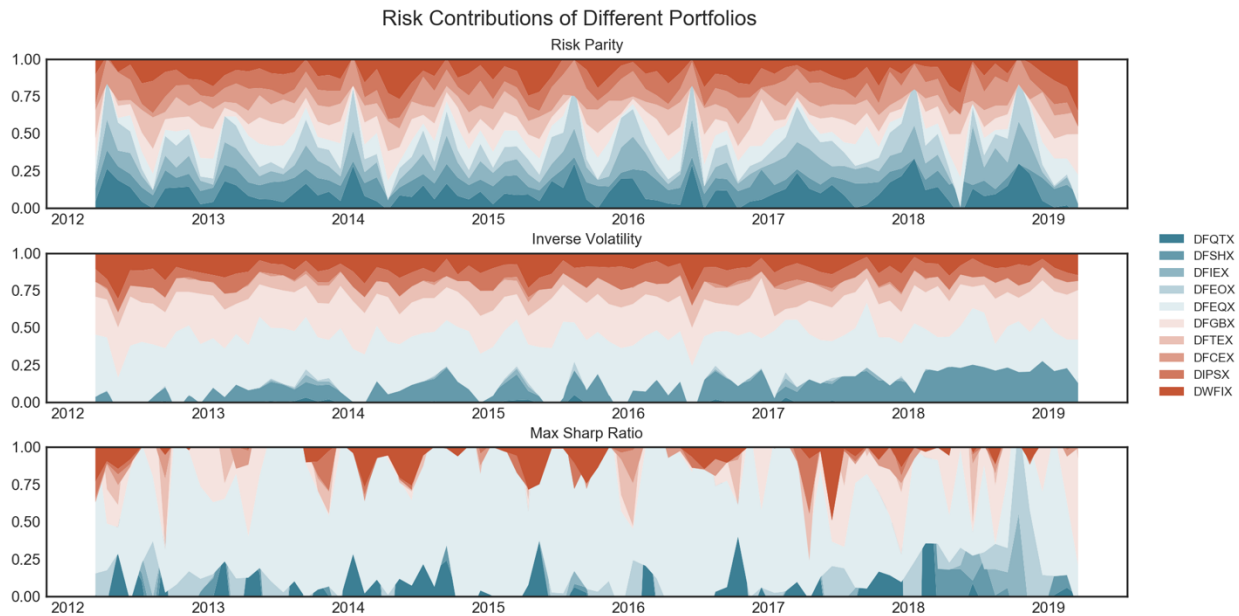 Risk Contributions of Different Portfolios
Risk Parity
1.00
0.75
0.50
0.25
0.00
2012 2013 2014 2015 2016 2017 2018 2019
Inverse Volatility
1.00
0.75
0.50
0.25
0.00
2012 2013 2014 2015 2016 2017 2018 2019
Max Sharp Ratio
1.00
0.75
0.50
0.25
0.00
2012 2013 2014 2015 2016 2017 2018 2019
DFQTX
DFSHX
DFIEX
DFEOX
DFEQX
DFGBX
DFTEX
DFCEX
DIPSX
DWFIX